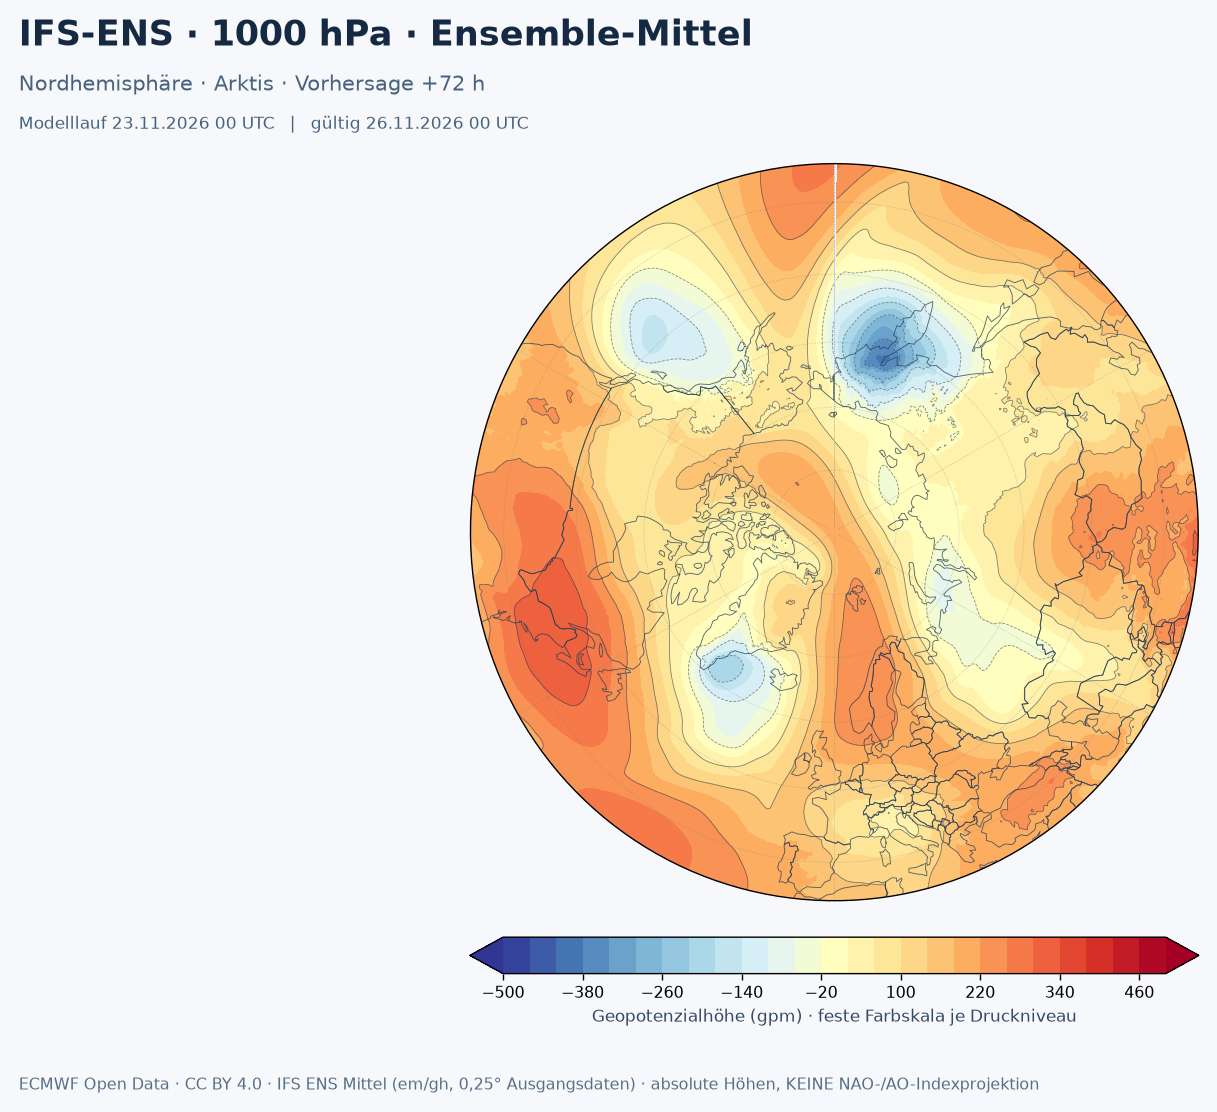 IFS-ENS · 1000 hPa · Ensemble-Mittel
Nordhemisphäre · Arktis · Vorhersage +72 h
Modelllauf 23.11.2026 00 UTC | gültig 26.11.2026 00 UTC
−500 −380 −260 −140 −20 100 220 340 460
Geopotenzialhöhe (gpm) · feste Farbskala je Druckniveau
ECMWF Open Data · CC BY 4.0 · IFS ENS Mittel (em/gh, 0,25° Ausgangsdaten) · absolute Höhen, KEINE NAO-/AO-Indexprojektion